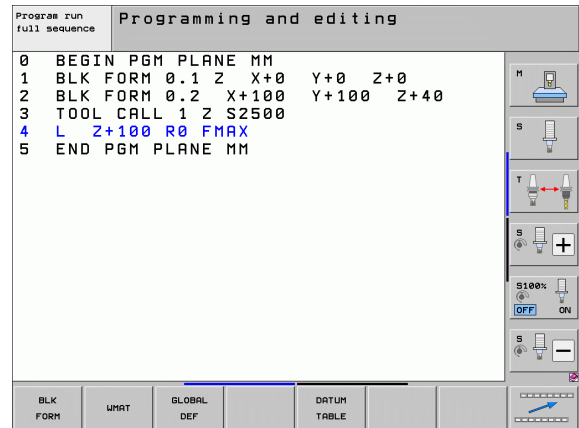 Program run
full sequence
Programming and editing
0 BEGIN PGM PLANE MM
1 BLK FORM 0.1 Z X+0 Y+0 Z+0
2 BLK FORM 0.2 X+100 Y+100 Z+40
3 TOOL CALL 1 Z S2500
4 L Z+100 R0 FMAX
5 END PGM PLANE MM
M
S
T
S
+
S100%
OFF ON
S
-
BLK
FORM
WMAT
GLOBAL
DEF
DATUM
TABLE